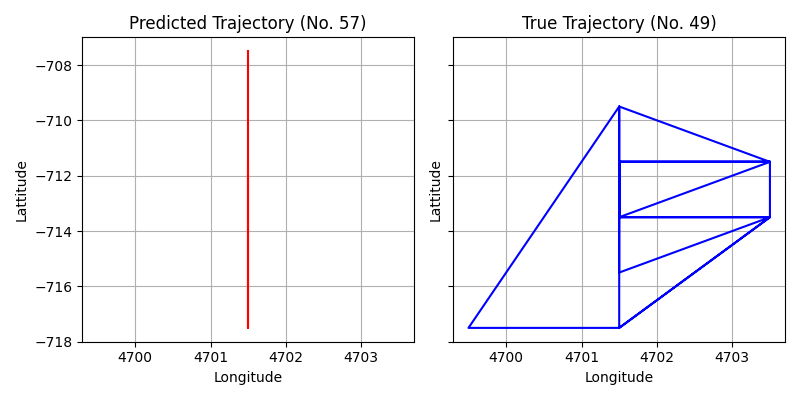 Predicted Trajectory (No. 57)
True Trajectory (No. 49)
−708
−710
−712
−714
−716
−718
Lattitude
Lattitude
4700
4701
4702
4703
4700
4701
4702
4703
Longitude
Longitude